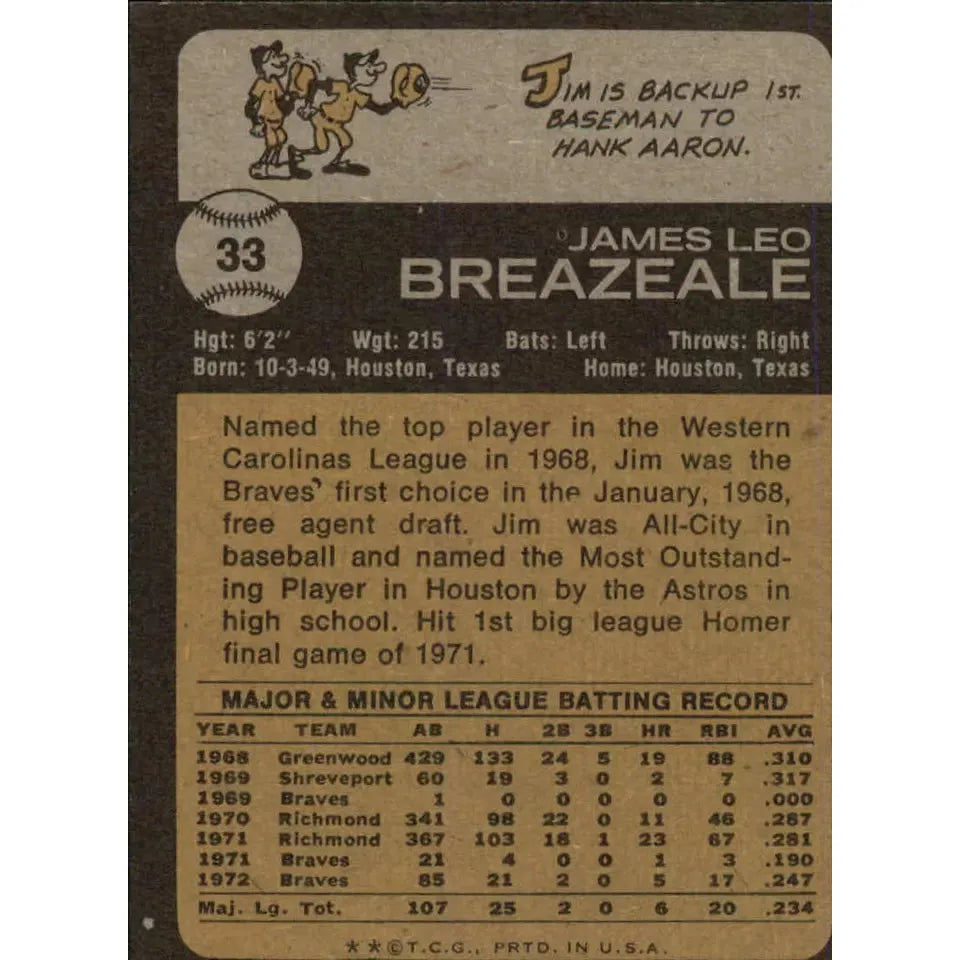 JIM IS BACKUP 1ST.
BASEMAN TO
HANK AARON.
33
JAMES LEO
BREAZEALE
Hgt: 6'2" Wgt: 215 Bats: Left Throws: Right
Born: 10-3-49, Houston, Texas Home: Houston, Texas
Named the top player in the Western
Carolinas League in 1968, Jim was the
Braves' first choice in the January, 1968,
free agent draft. Jim was All-City in
baseball and named the Most Outstand-
ing Player in Houston by the Astros in
high school. Hit 1st big league Homer
final game of 1971.
MAJOR & MINOR LEAGUE BATTING RECORD
YEAR TEAM AB H 2B 3B HR RBI AVG
1968 Greenwood 429 133 24 5 19 88 .310
1969 Shreveport 60 19 3 0 2 7 .317
1969 Braves 1 0 0 0 0 0 .000
1970 Richmond 341 98 22 0 11 46 .287
1971 Richmond 367 103 18 1 23 67 .281
1971 Braves 21 4 0 0 1 3 .190
1972 Braves 85 21 2 0 5 17 .247
Maj. Lg. Tot. 107 25 2 0 6 20 .234
**©T.C.G., PRTD. IN U.S.A.